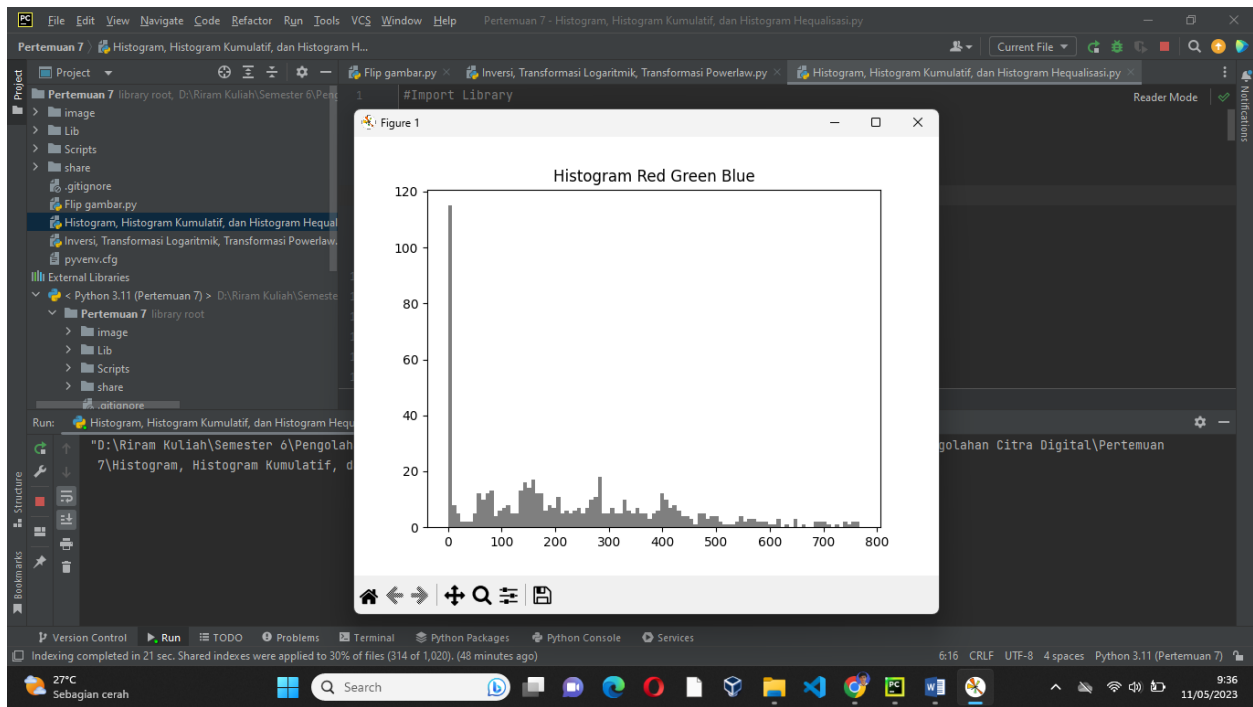 PC File Edit View Navigate Code Refactor Run Tools VCS Window Help Pertemuan 7 - Histogram, Histogram Kumulatif, dan Histogram Hequalisasi.py
Pertemuan 7 Histogram, Histogram Kumulatif, dan Histogram H... Current File
Project
Project
Flip gambar.py Inversi, Transformasi Logaritmik, Transformasi Powerlaw.py Histogram, Histogram Kumulatif, dan Histogram Hequalisasi.py
Notifications
Pertemuan 7 library root, D:\Riram Kuliah\Semester 6\Peng
image
Lib
Scripts
share
.gitignore
Flip gambar.py
Histogram, Histogram Kumulatif, dan Histogram Hequal
Inversi, Transformasi Logaritmik, Transformasi Powerlaw.
pyvenv.cfg
External Libraries
< Python 3.11 (Pertemuan 7) > D:\Riram Kuliah\Semeste
Pertemuan 7 library root
image
Lib
Scripts
share
.gitignore
1 #Import Library
Reader Mode
Figure 1
Histogram Red Green Blue
120
100
80
60
40
20
0
0 100 200 300 400 500 600 700 800
Run: Histogram, Histogram Kumulatif, dan Histogram Hequ
"D:\Riram Kuliah\Semester 6\Pengolah
golahan Citra Digital\Pertemuan
7\Histogram, Histogram Kumulatif, d
Structure
Bookmarks
Version Control Run TODO Problems Terminal Python Packages Python Console Services
Indexing completed in 21 sec. Shared indexes were applied to 30% of files (314 of 1,020). (48 minutes ago) 6:16 CRLF UTF-8 4 spaces Python 3.11 (Pertemuan 7)
27°C
Sebagian cerah
Search
9:36
11/05/2023